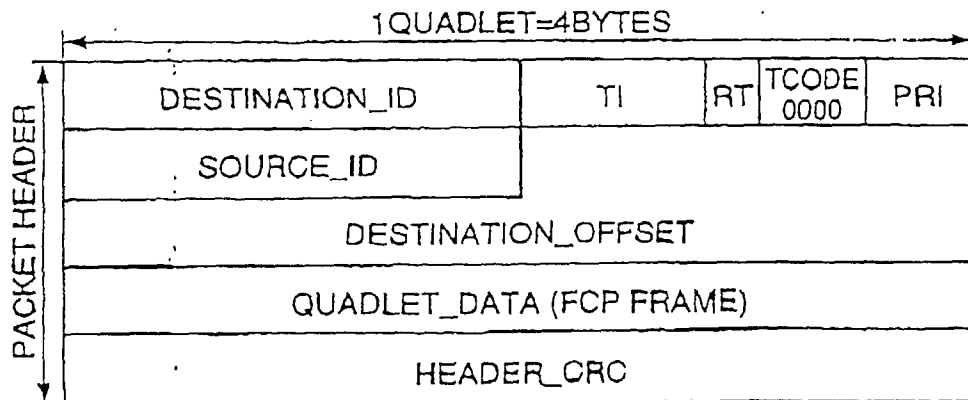 1QUADLET=4BYTES
PACKET HEADER
DESTINATION_ID
TI
RT
TCODE
0000
PRI
SOURCE_ID
DESTINATION_OFFSET
QUADLET_DATA (FCP FRAME)
HEADER_CRC